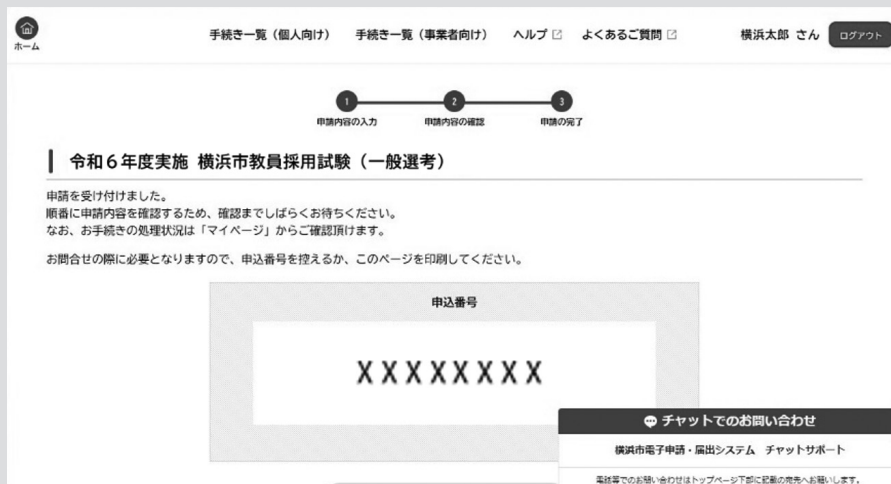 ホーム
手続き一覧（個人向け） 手続き一覧（事業者向け） ヘルプ よくあるご質問 横浜太郎 さん ログアウト
1 2 3
申請内容の入力 申請内容の確認 申請の完了
令和6年度実施 横浜市教員採用試験（一般選考）
申請を受け付けました。
順番に申請内容を確認するため、確認までしばらくお待ちください。
なお、お手続きの処理状況は「マイページ」からご確認頂けます。
お問合せの際に必要となりますので、申込番号を控えるか、このページを印刷してください。
申込番号
XXXXXXXX
チャットでのお問い合わせ
横浜市電子申請・届出システム チャットサポート
電話等でのお問い合わせはトップページ下部に記載の宛先へお願いします。